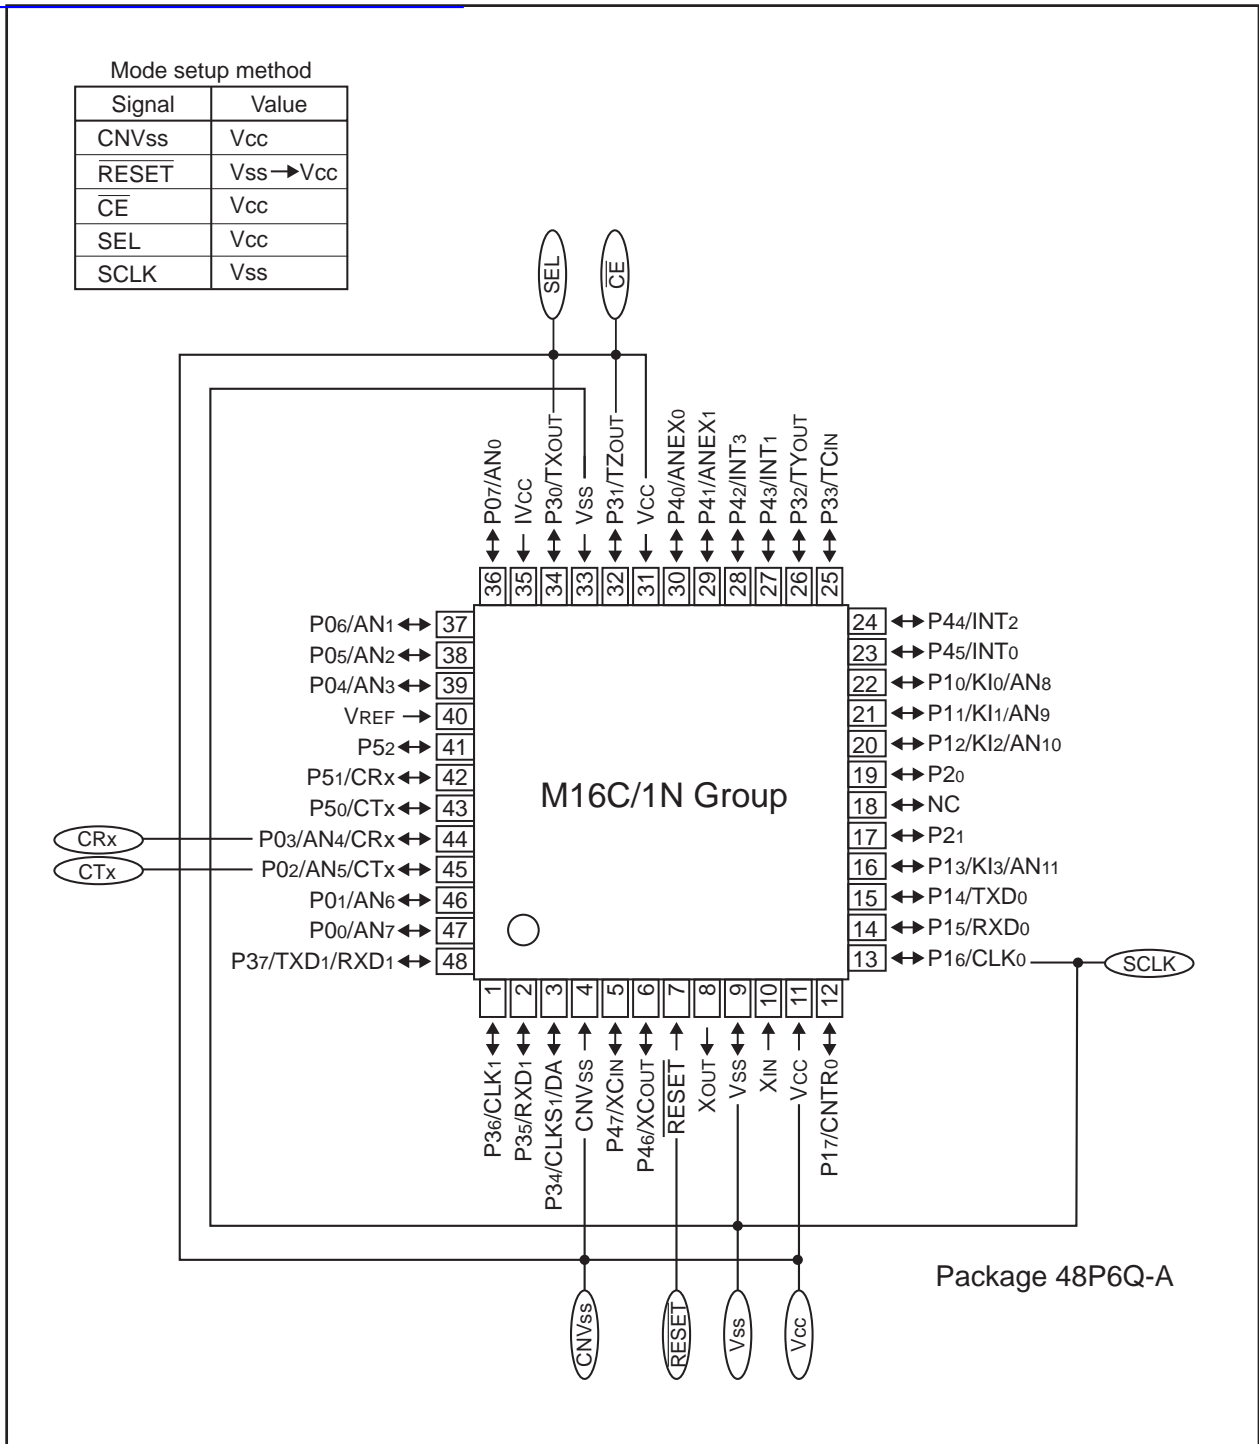 Mode setup method
Signal Value
CNVss Vcc
RESET Vss→Vcc
CE Vcc
SEL Vcc
SCLK Vss
SEL
CE
P07/AN0
IVCC
P30/TXOUT
VSS
P31/TZOUT
VCC
P40/ANEX0
P41/ANEX1
P42/INT3
P43/INT1
P32/TYOUT
P33/TCIN
36 35 34 33 32 31 30 29 28 27 26 25
P06/AN1 37
P05/AN2 38
P04/AN3 39
VREF 40
P52 41
P51/CRx 42
P50/CTx 43
CRx P03/AN4/CRx 44
CTx P02/AN5/CTx 45
P01/AN6 46
P00/AN7 47
P37/TXD1/RXD1 48
M16C/1N Group
24 P44/INT2
23 P45/INT0
22 P10/KI0/AN8
21 P11/KI1/AN9
20 P12/KI2/AN10
19 P20
18 NC
17 P21
16 P13/KI3/AN11
15 P14/TXD0
14 P15/RXD0
13 P16/CLK0 SCLK
1 2 3 4 5 6 7 8 9 10 11 12
P36/CLK1
P35/RXD1
P34/CLKS1/DA
CNVSS
P47/XCIN
P46/XCOUT
RESET
XOUT
VSS
XIN
VCC
P17/CNTR0
CNVss
RESET
Vss
Vcc
Package 48P6Q-A